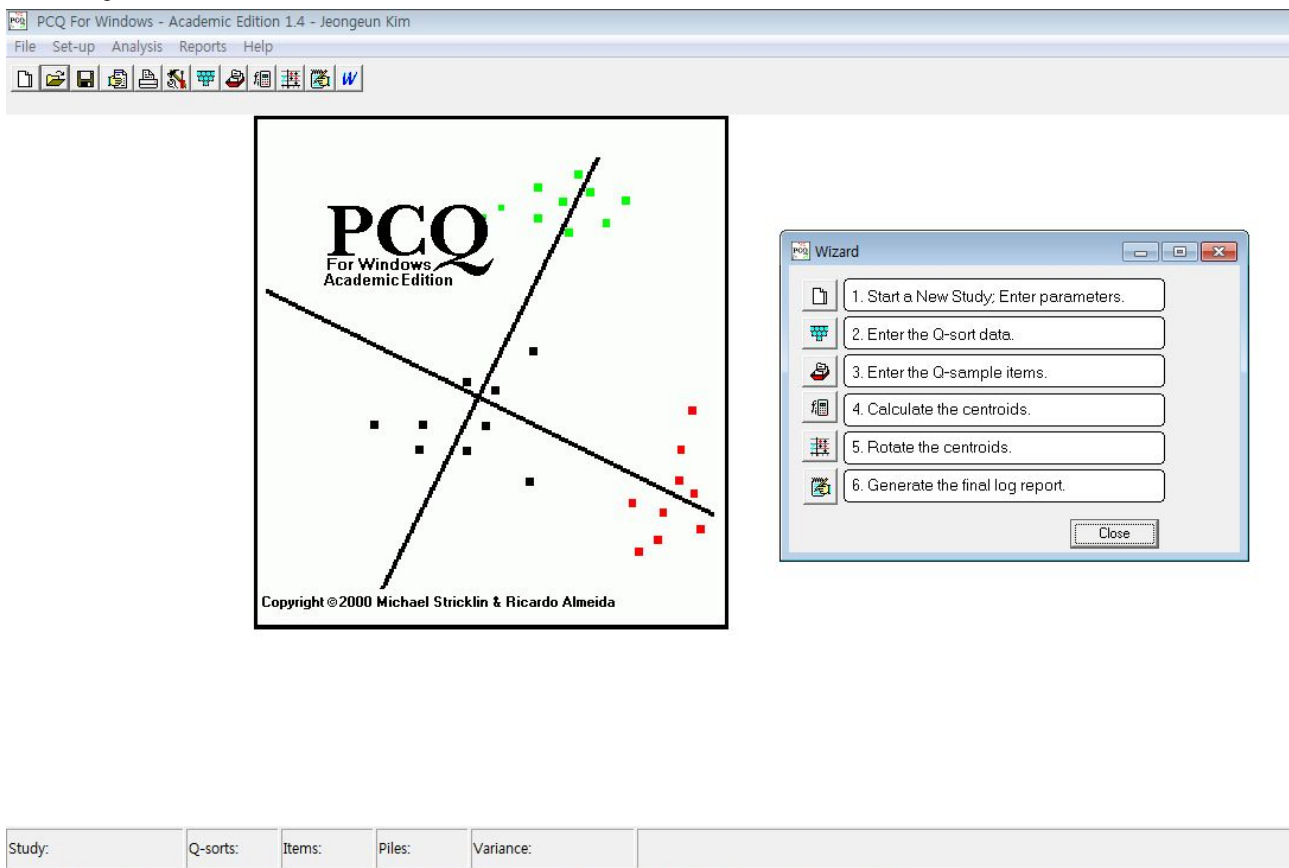 PCQ For Windows - Academic Edition 1.4 - Jeongeun Kim
File Set-up Analysis Reports Help
W
PCQ
For Windows
Academic Edition
Copyright ©2000 Michael Stricklin & Ricardo Almeida
Wizard
1. Start a New Study; Enter parameters.
2. Enter the Q-sort data.
3. Enter the Q-sample items.
4. Calculate the centroids.
5. Rotate the centroids.
6. Generate the final log report.
Close
Study: Q-sorts: Items: Piles: Variance: